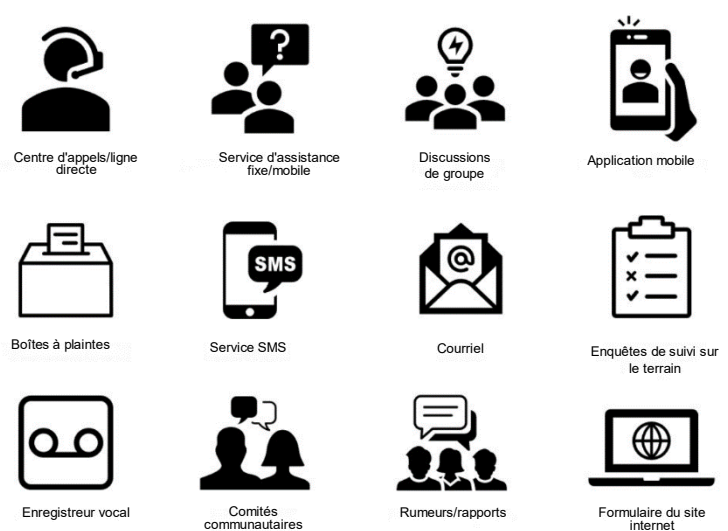 Centre d'appels/ligne
directe
Service d'assistance
fixe/mobile
Discussions
de groupe
Application mobile
Boîtes à plaintes
SMS
Service SMS
@
Courriel
Enquêtes de suivi sur
le terrain
Enregistreur vocal
Comités
communautaires
Rumeurs/rapports
Formulaire du site
internet